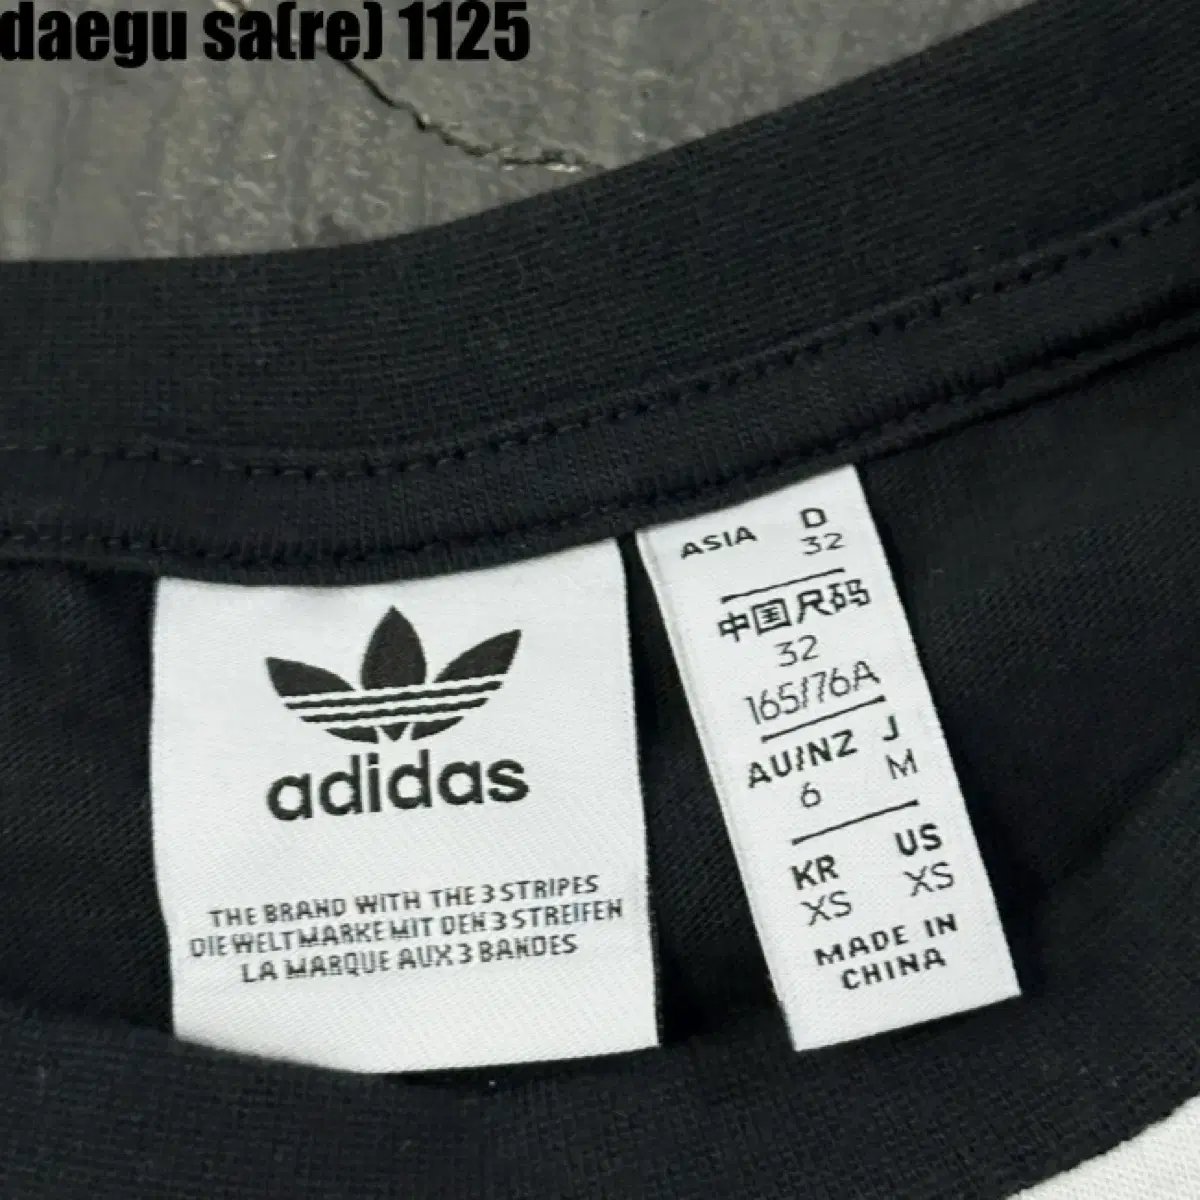 daegu sa(re) 1125
adidas
THE BRAND WITH THE 3 STRIPES
DIE WELTMARKE MIT DEN 3 STREIFEN
LA MARQUE AUX 3 BANDES
ASIA D
32
中国尺码
32
165/76A
AU/NZ J
6 M
KR US
XS XS
MADE IN
CHINA